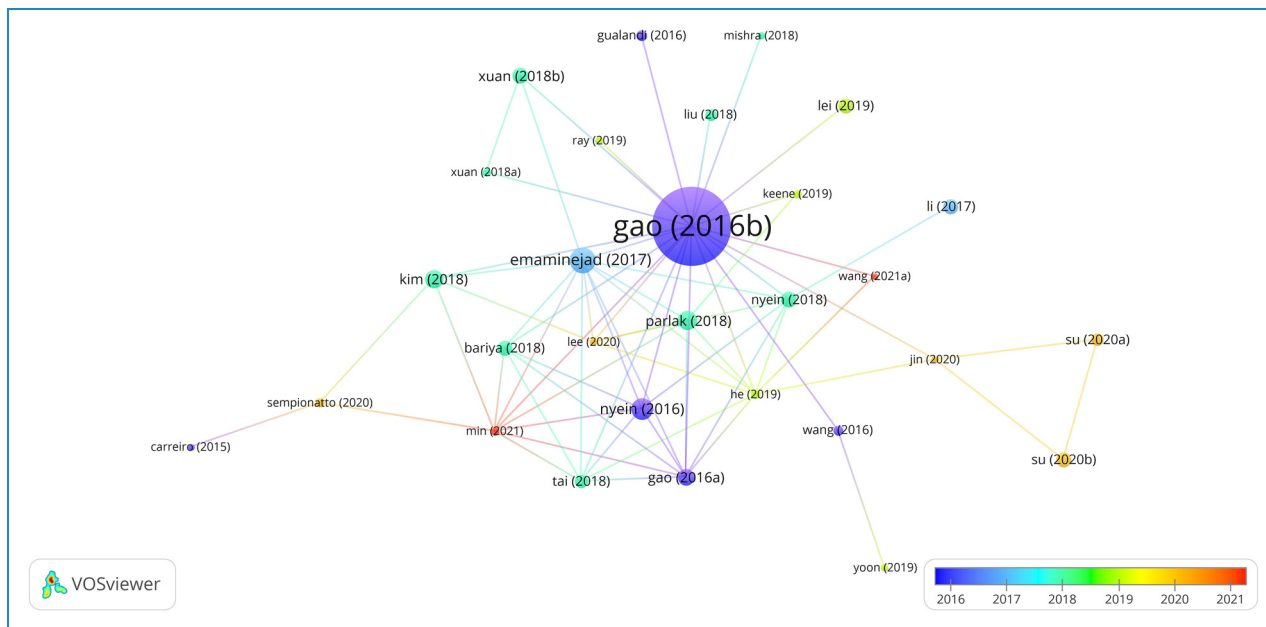 gualandi (2016)
mishra (2018)
xuan (2018b)
lei (2019)
liu (2018)
ray (2019)
xuan (2018a)
keene (2019)
li (2017)
gao (2016b)
emaminejad (2017)
kim (2018)
wang (2021a)
nyein (2018)
parlak (2018)
lee (2020)
bariya (2018)
su (2020a)
jin (2020)
he (2019)
sempionatto (2020)
nyein (2016)
min (2021)
wang (2016)
carreiro (2015)
su (2020b)
tai (2018)
gao (2016a)
yoon (2019)
VOSviewer
2016 2017 2018 2019 2020 2021